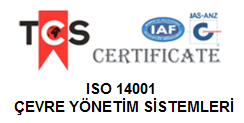 TCS
IAF
JAS-ANZ
CERTIFICATE
ISO 14001
ÇEVRE YÖNETİM SİSTEMLERİ